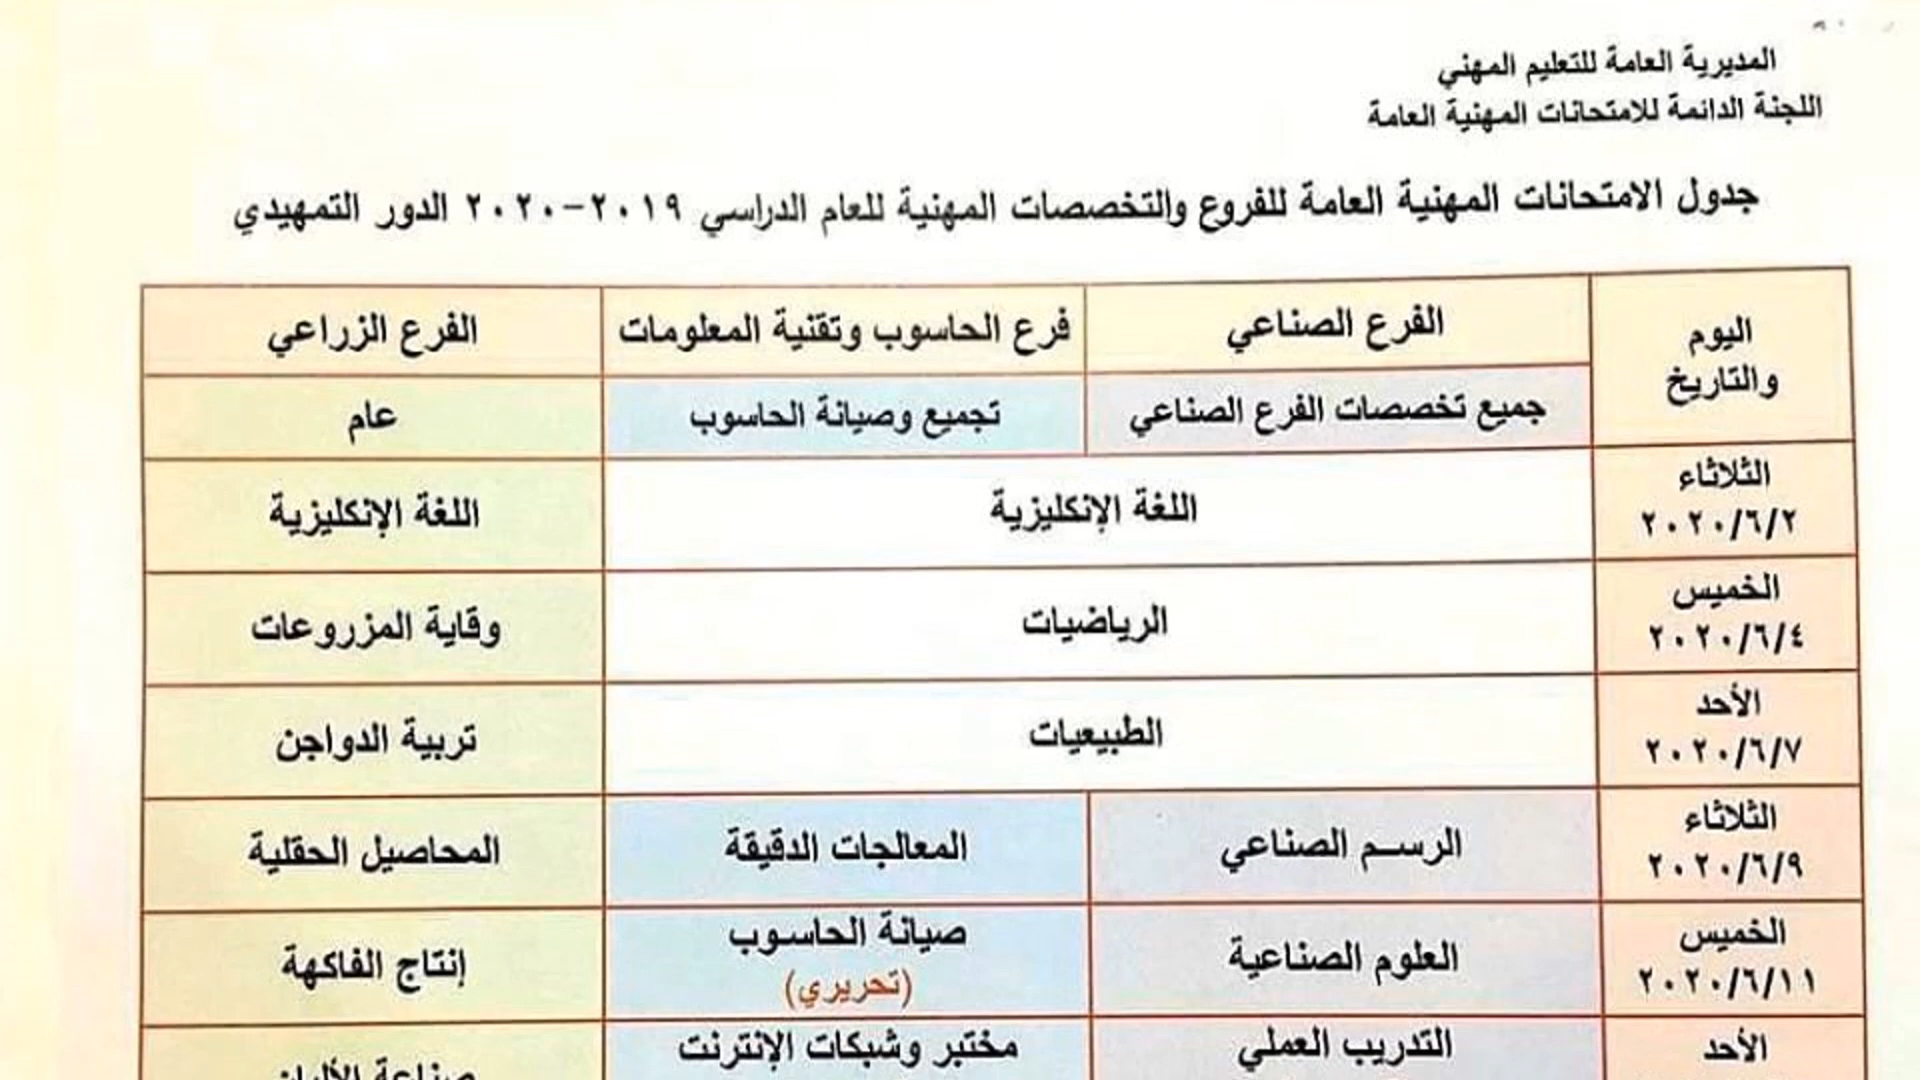 المديرية العامة للتعليم المهني
اللجنة الدائمة للامتحانات المهنية العامة
جدول الامتحانات المهنية العامة للفروع والتخصصات المهنية للعام الدراسي ٢٠١٩-٢٠٢٠ الدور التمهيدي
اليوم والتاريخ
الفرع الصناعي
فرع الحاسوب وتقنية المعلومات
الفرع الزراعي
جميع تخصصات الفرع الصناعي
تجميع وصيانة الحاسوب
عام
الثلاثاء
٢٠٢٠/٦/٢
اللغة الإنكليزية
اللغة الإنكليزية
الخميس
٢٠٢٠/٦/٤
الرياضيات
وقاية المزروعات
الأحد
٢٠٢٠/٦/٧
الطبيعيات
تربية الدواجن
الثلاثاء
٢٠٢٠/٦/٩
الرسم الصناعي
المعالجات الدقيقة
المحاصيل الحقلية
الخميس
٢٠٢٠/٦/١١
العلوم الصناعية
صيانة الحاسوب
(تحريري)
إنتاج الفاكهة
الأحد
التدريب العملي
مختبر وشبكات الإنترنت
صناعة الألبان